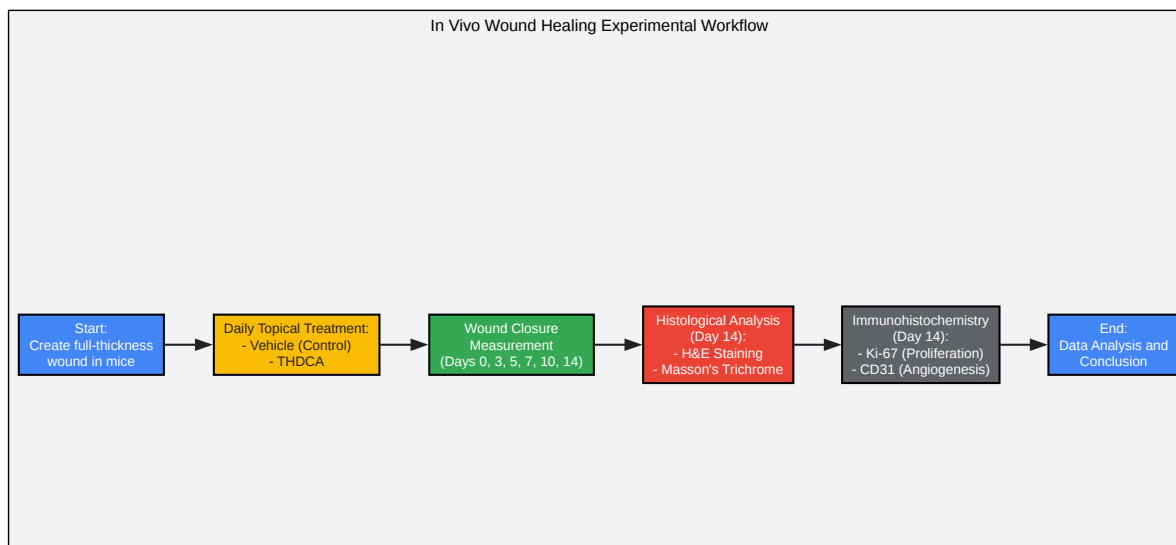 In Vivo Wound Healing Experimental Workflow
Start:
Create full-thickness
wound in mice
Daily Topical Treatment:
- Vehicle (Control)
- THDCA
Wound Closure
Measurement
(Days 0, 3, 5, 7, 10, 14)
Histological Analysis
(Day 14):
- H&E Staining
- Masson's Trichrome
Immunohistochemistry
(Day 14):
- Ki-67 (Proliferation)
- CD31 (Angiogenesis)
End:
Data Analysis and
Conclusion